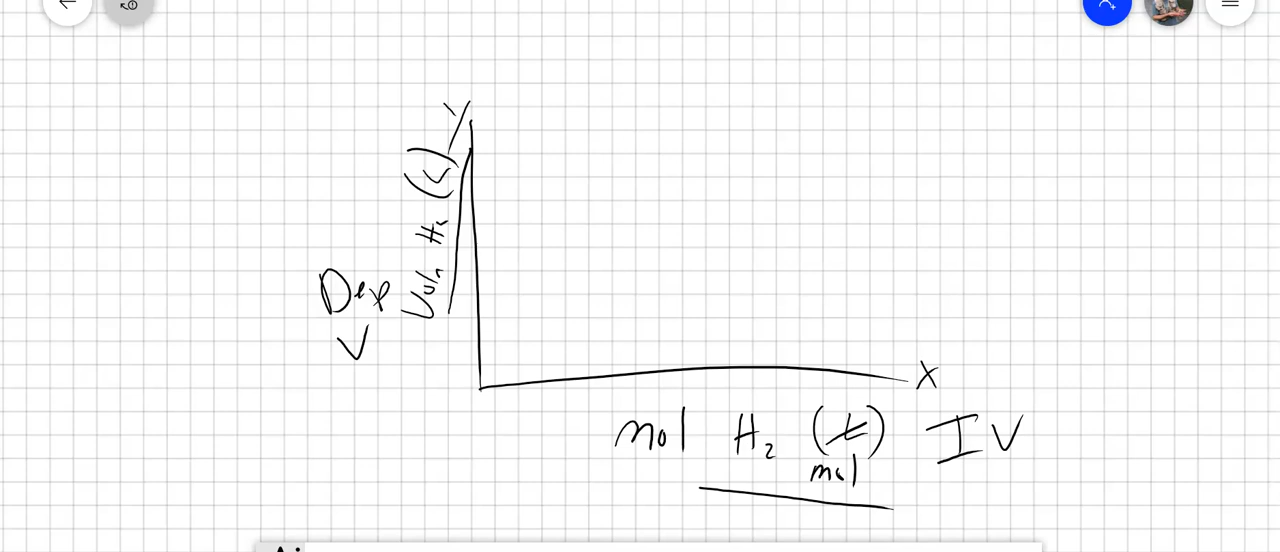 Y
Vol H₂ (L)
Dep
V
X
mol H₂ (L) IV
mol